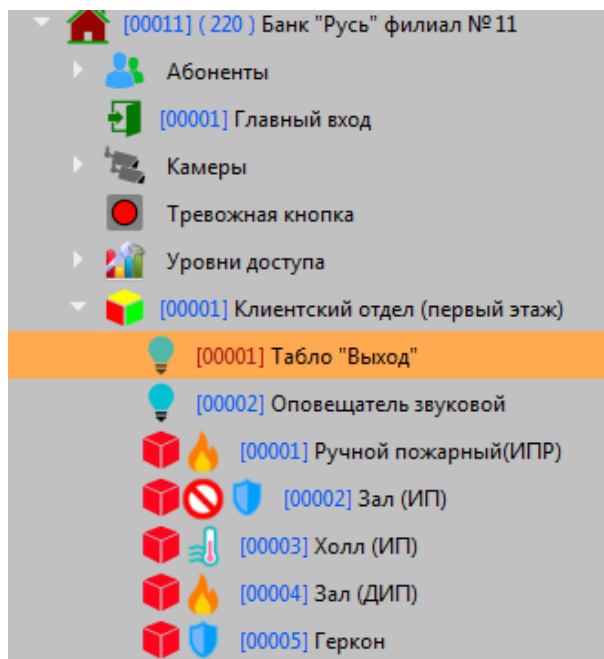 [00011] ( 220 ) Банк "Русь" филиал № 11
Абоненты
[00001] Главный вход
Камеры
Тревожная кнопка
Уровни доступа
[00001] Клиентский отдел (первый этаж)
[00001] Табло "Выход"
[00002] Оповещатель звуковой
[00001] Ручной пожарный(ИПР)
[00002] Зал (ИП)
[00003] Холл (ИП)
[00004] Зал (ДИП)
[00005] Геркон